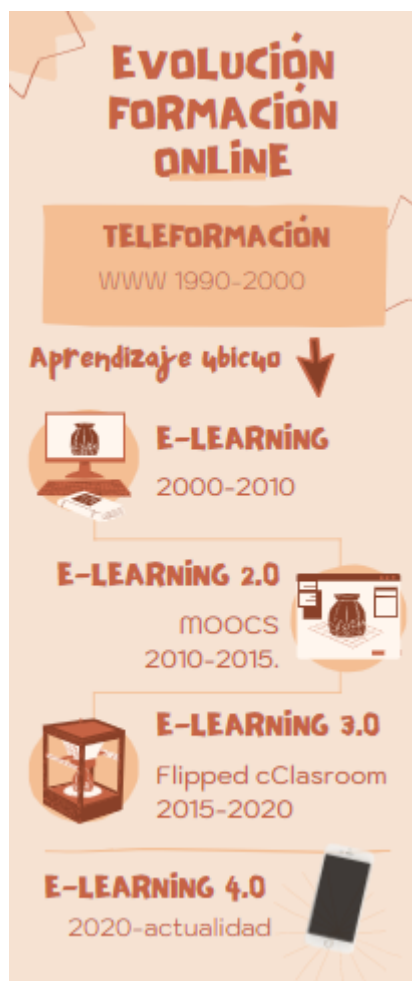 EVOLUCIÓN
FORMACIÓN
ONLINE
TELEFORMACIÓN
WWW 1990-2000
Aprendizaje ubicuo
E-LEARNING
2000-2010
E-LEARNING 2.0
MOOCS
2010-2015.
E-LEARNING 3.0
Flipped cClasroom
2015-2020
E-LEARNING 4.0
2020-actualidad